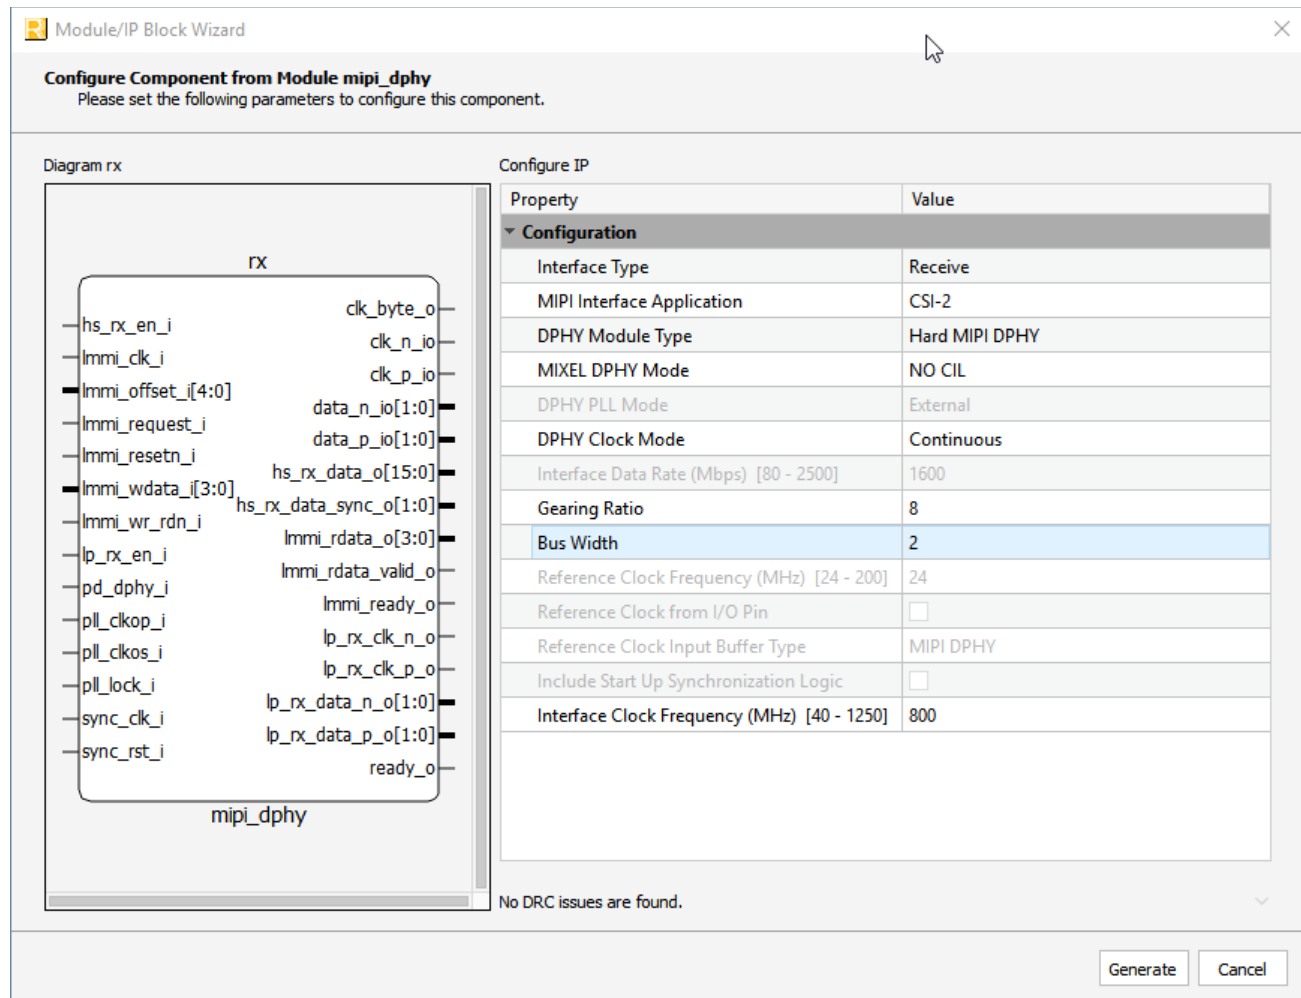 Module/IP Block Wizard
Configure Component from Module mipi_dphy
Please set the following parameters to configure this component.
Diagram rx
rx
hs_rx_en_i
lmmi_clk_i
lmmi_offset_i[4:0]
lmmi_request_i
lmmi_resetn_i
lmmi_wdata_i[3:0]
lmmi_wr_rdn_i
lp_rx_en_i
pd_dphy_i
pll_clkop_i
pll_clkos_i
pll_lock_i
sync_clk_i
sync_rst_i
clk_byte_o
clk_n_io
clk_p_io
data_n_io[1:0]
data_p_io[1:0]
hs_rx_data_o[15:0]
hs_rx_data_sync_o[1:0]
lmmi_rdata_o[3:0]
lmmi_rdata_valid_o
lmmi_ready_o
lp_rx_clk_n_o
lp_rx_clk_p_o
lp_rx_data_n_o[1:0]
lp_rx_data_p_o[1:0]
ready_o
mipi_dphy
Configure IP
Property Value
Configuration
Interface Type Receive
MIPI Interface Application CSI-2
DPHY Module Type Hard MIPI DPHY
MIXEL DPHY Mode NO CIL
DPHY PLL Mode External
DPHY Clock Mode Continuous
Interface Data Rate (Mbps) [80 - 2500] 1600
Gearing Ratio 8
Bus Width 2
Reference Clock Frequency (MHz) [24 - 200] 24
Reference Clock from I/O Pin
Reference Clock Input Buffer Type MIPI DPHY
Include Start Up Synchronization Logic
Interface Clock Frequency (MHz) [40 - 1250] 800
No DRC issues are found.
Generate Cancel